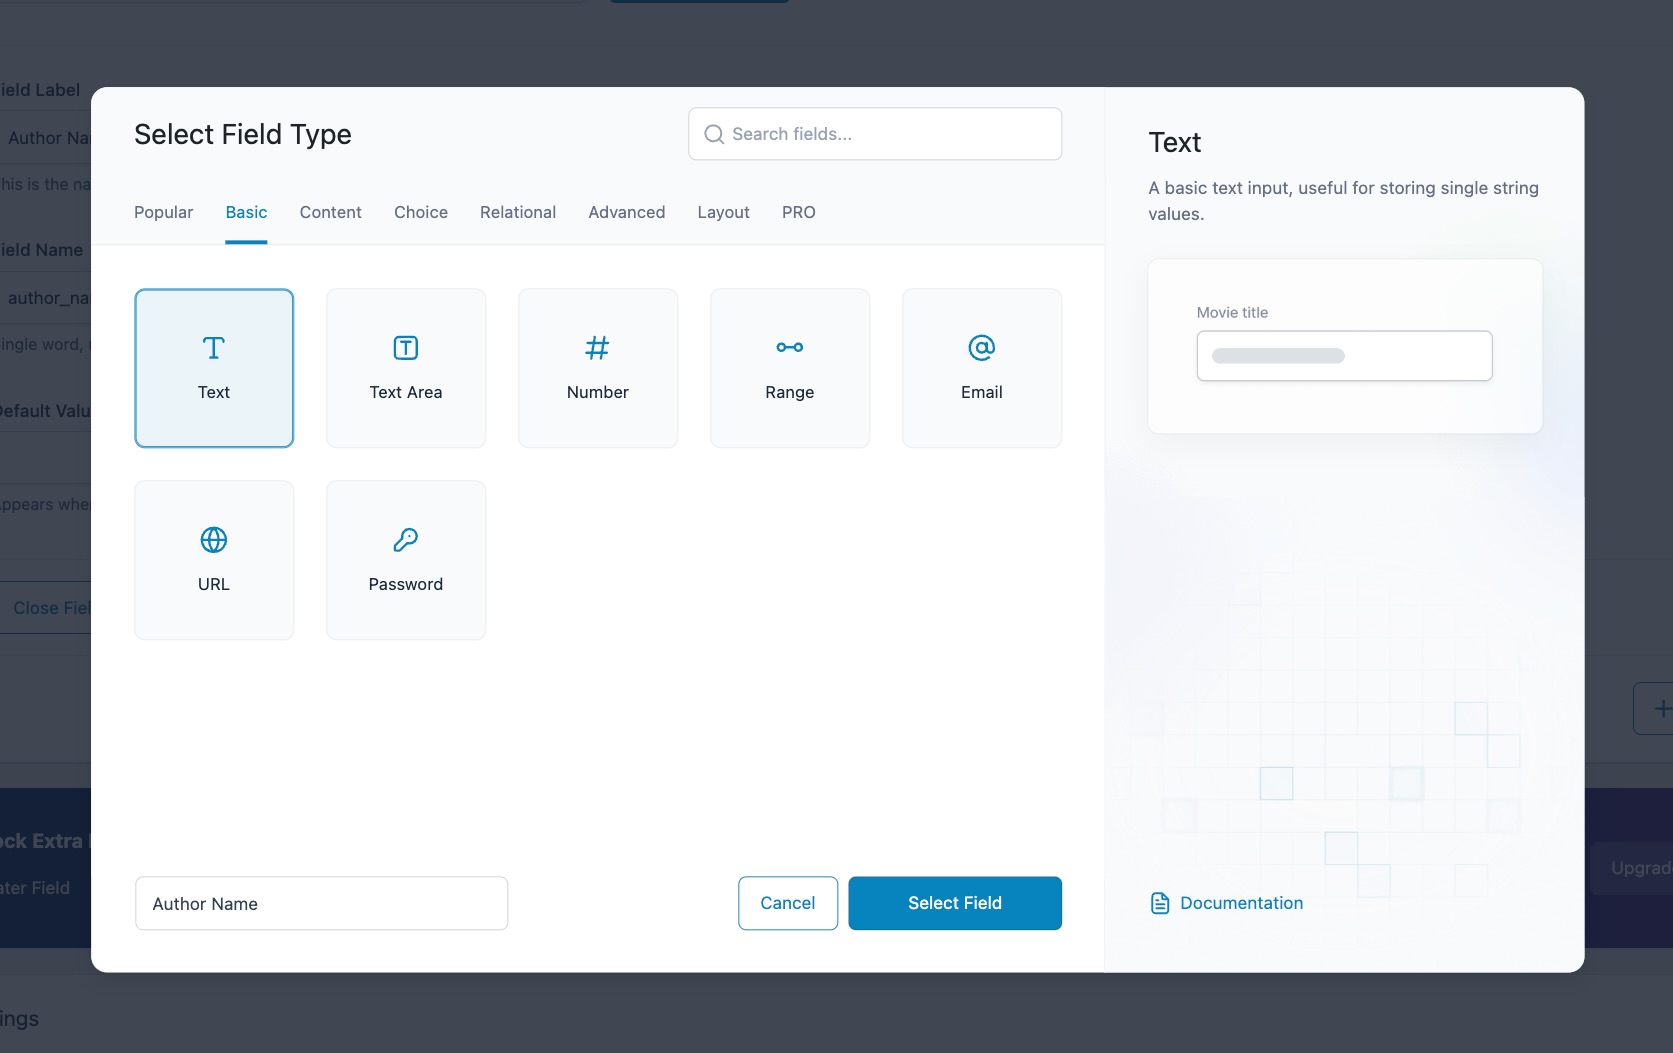 ield Label
Author Na
his is the na
ield Name
author_na
ingle word,
Default Valu
ppears whe
Close Fiel
ock Extra
ater Field
ings
Select Field Type
Search fields...
Popular
Basic
Content
Choice
Relational
Advanced
Layout
PRO
Text
Text Area
Number
Range
Email
URL
Password
Author Name
Cancel
Select Field
Text
A basic text input, useful for storing single string
values.
Movie title
Documentation
Upgrad